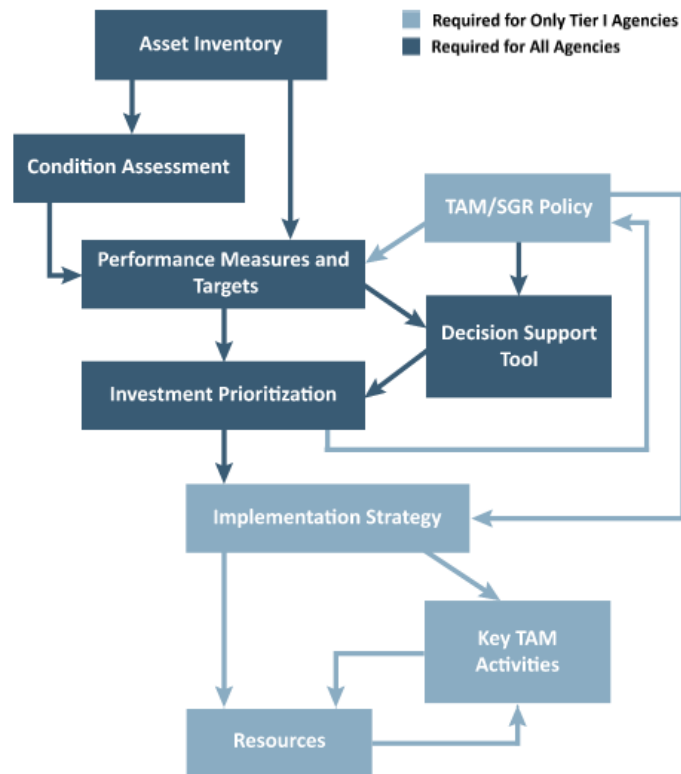 Required for Only Tier I Agencies
Required for All Agencies
Asset Inventory
Condition Assessment
TAM/SGR Policy
Performance Measures and
Targets
Decision Support
Tool
Investment Prioritization
Implementation Strategy
Key TAM
Activities
Resources